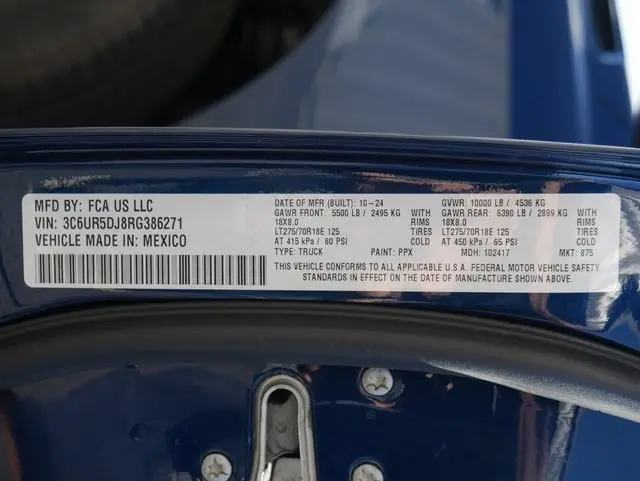 MFD BY: FCA US LLC
VIN: 3C6UR5DJ8RG386271
VEHICLE MADE IN: MEXICO
DATE OF MFR (BUILT): 10-24 GVWR: 10000 LB / 4536 KG
GAWR FRONT: 5500 LB / 2495 KG WITH GAWR REAR: 6390 LB / 2899 KG WITH
18X8.0 RIMS 18X8.0 RIMS
LT275/70R18E 125 TIRES LT275/70R18E 125 TIRES
AT 415 kPa / 60 PSI COLD AT 450 kPa / 65 PSI COLD
TYPE: TRUCK PAINT: PPX MDH: 102417 MKT: 875
THIS VEHICLE CONFORMS TO ALL APPLICABLE U.S.A. FEDERAL MOTOR VEHICLE SAFETY
STANDARDS IN EFFECT ON THE DATE OF MANUFACTURE SHOWN ABOVE.